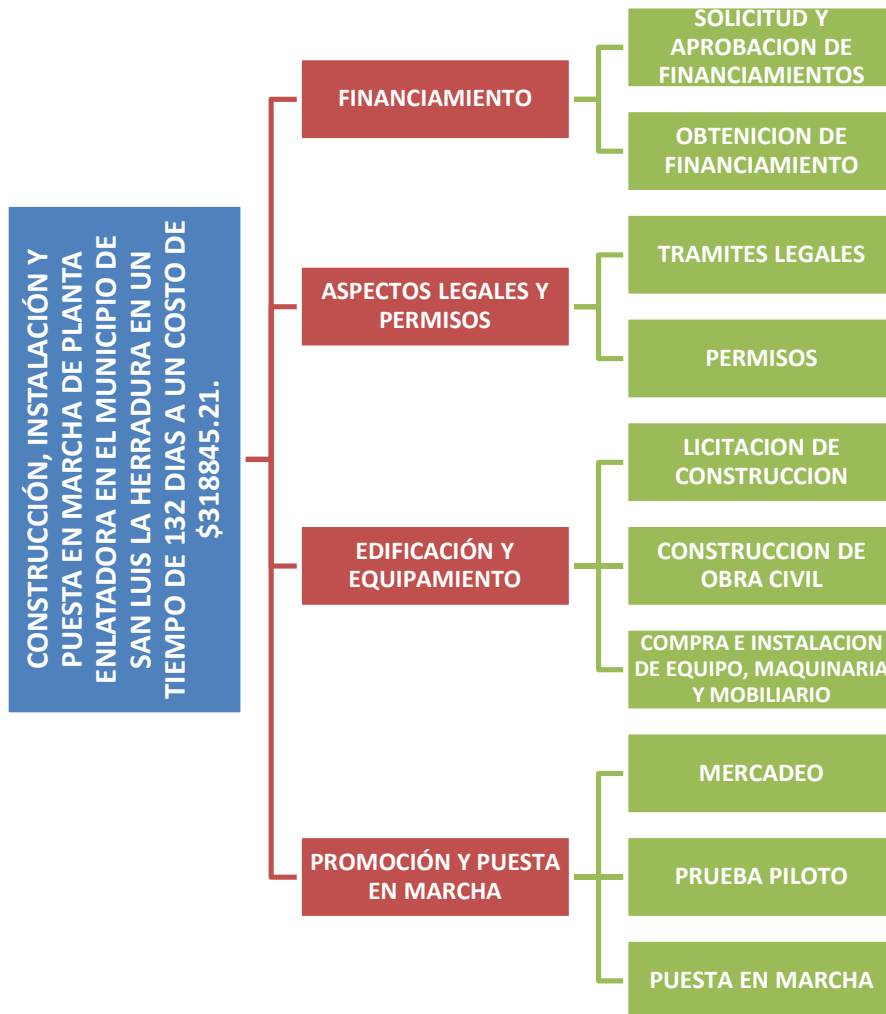 CONSTRUCCIÓN, INSTALACIÓN Y
PUESTA EN MARCHA DE PLANTA
ENLATADORA EN EL MUNICIPIO DE
SAN LUIS LA HERRADURA EN UN
TIEMPO DE 132 DIAS A UN COSTO DE
$318845.21.
FINANCIAMIENTO
SOLICITUD Y
APROBACION DE
FINANCIAMIENTOS
OBTENICION DE
FINANCIAMIENTO
ASPECTOS LEGALES Y
PERMISOS
TRAMITES LEGALES
PERMISOS
EDIFICACIÓN Y
EQUIPAMIENTO
LICITACION DE
CONSTRUCCION
CONSTRUCCION DE
OBRA CIVIL
COMPRA E INSTALACION
DE EQUIPO, MAQUINARIA
Y MOBILIARIO
PROMOCIÓN Y PUESTA
EN MARCHA
MERCADEO
PRUEBA PILOTO
PUESTA EN MARCHA